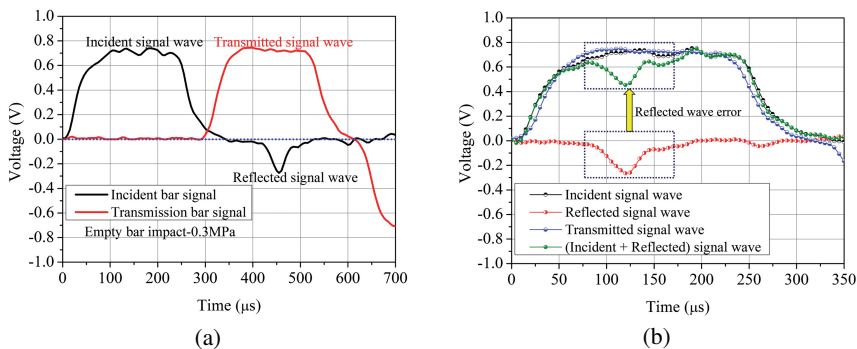 (a)
1.0
0.8
0.6
0.4
0.2
0.0
-0.2
-0.4
-0.6
-0.8
-1.0
Voltage (V)
Incident signal wave
Transmitted signal wave
Reflected signal wave
Incident bar signal
Transmission bar signal
Empty bar impact-0.3MPa
0 100 200 300 400 500 600 700
Time (μs)
(a)
(b)
1.0
0.8
0.6
0.4
0.2
0.0
-0.2
-0.4
-0.6
-0.8
-1.0
Voltage (V)
Reflected wave error
Incident signal wave
Reflected signal wave
Transmitted signal wave
(Incident + Reflected) signal wave
0 50 100 150 200 250 300 350
Time (μs)
(b)